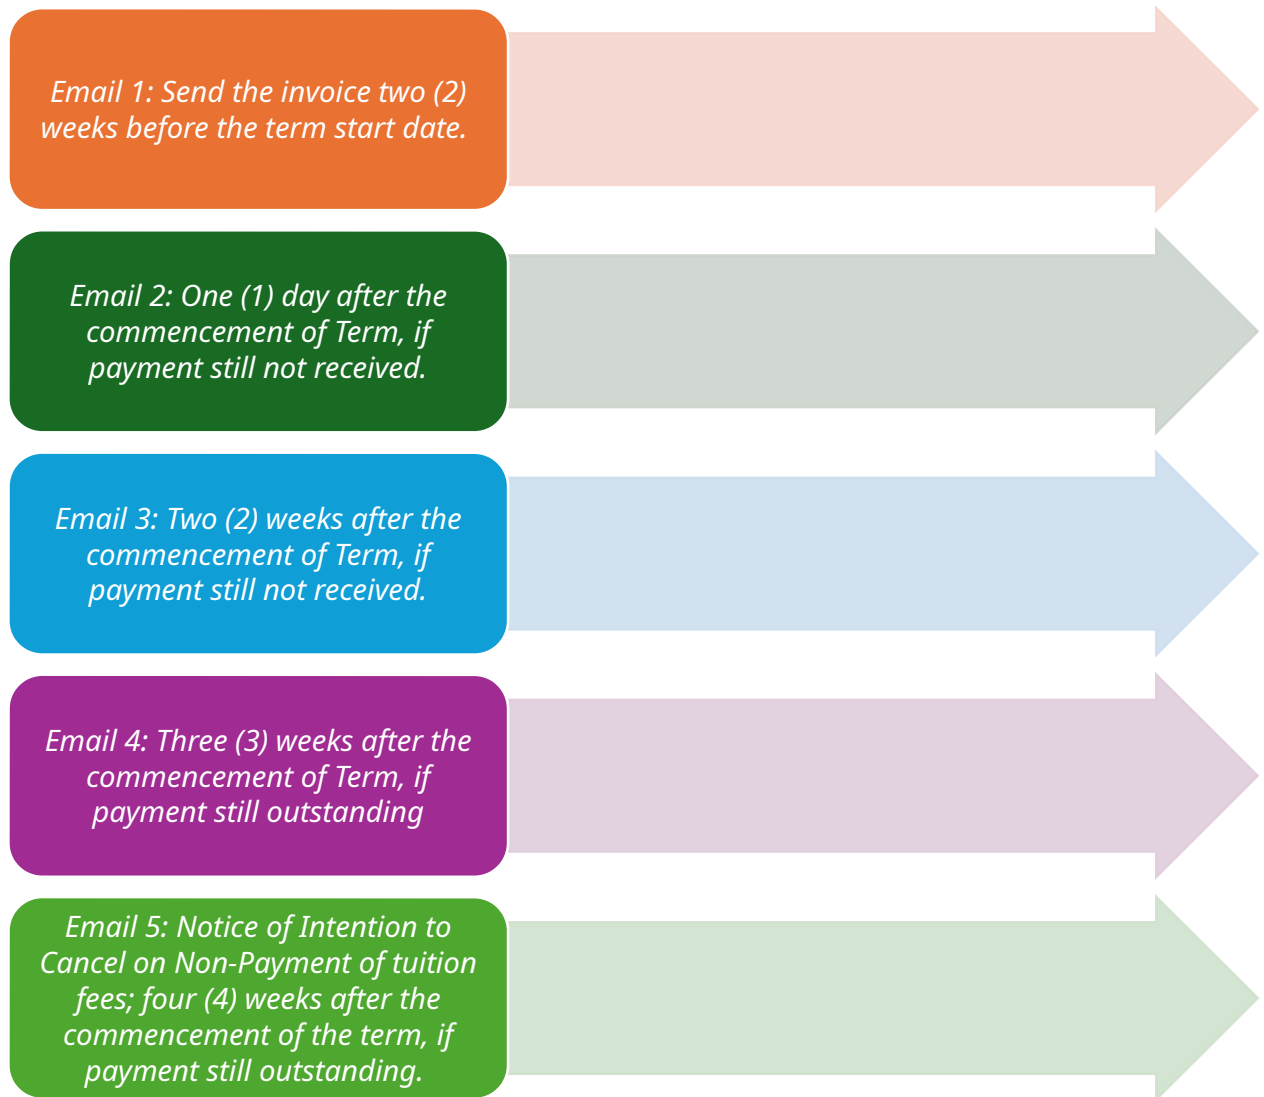 Email 1: Send the invoice two (2)
weeks before the term start date.
Email 2: One (1) day after the
commencement of Term, if
payment still not received.
Email 3: Two (2) weeks after the
commencement of Term, if
payment still not received.
Email 4: Three (3) weeks after the
commencement of Term, if
payment still outstanding
Email 5: Notice of Intention to
Cancel on Non-Payment of tuition
fees; four (4) weeks after the
commencement of the term, if
payment still outstanding.